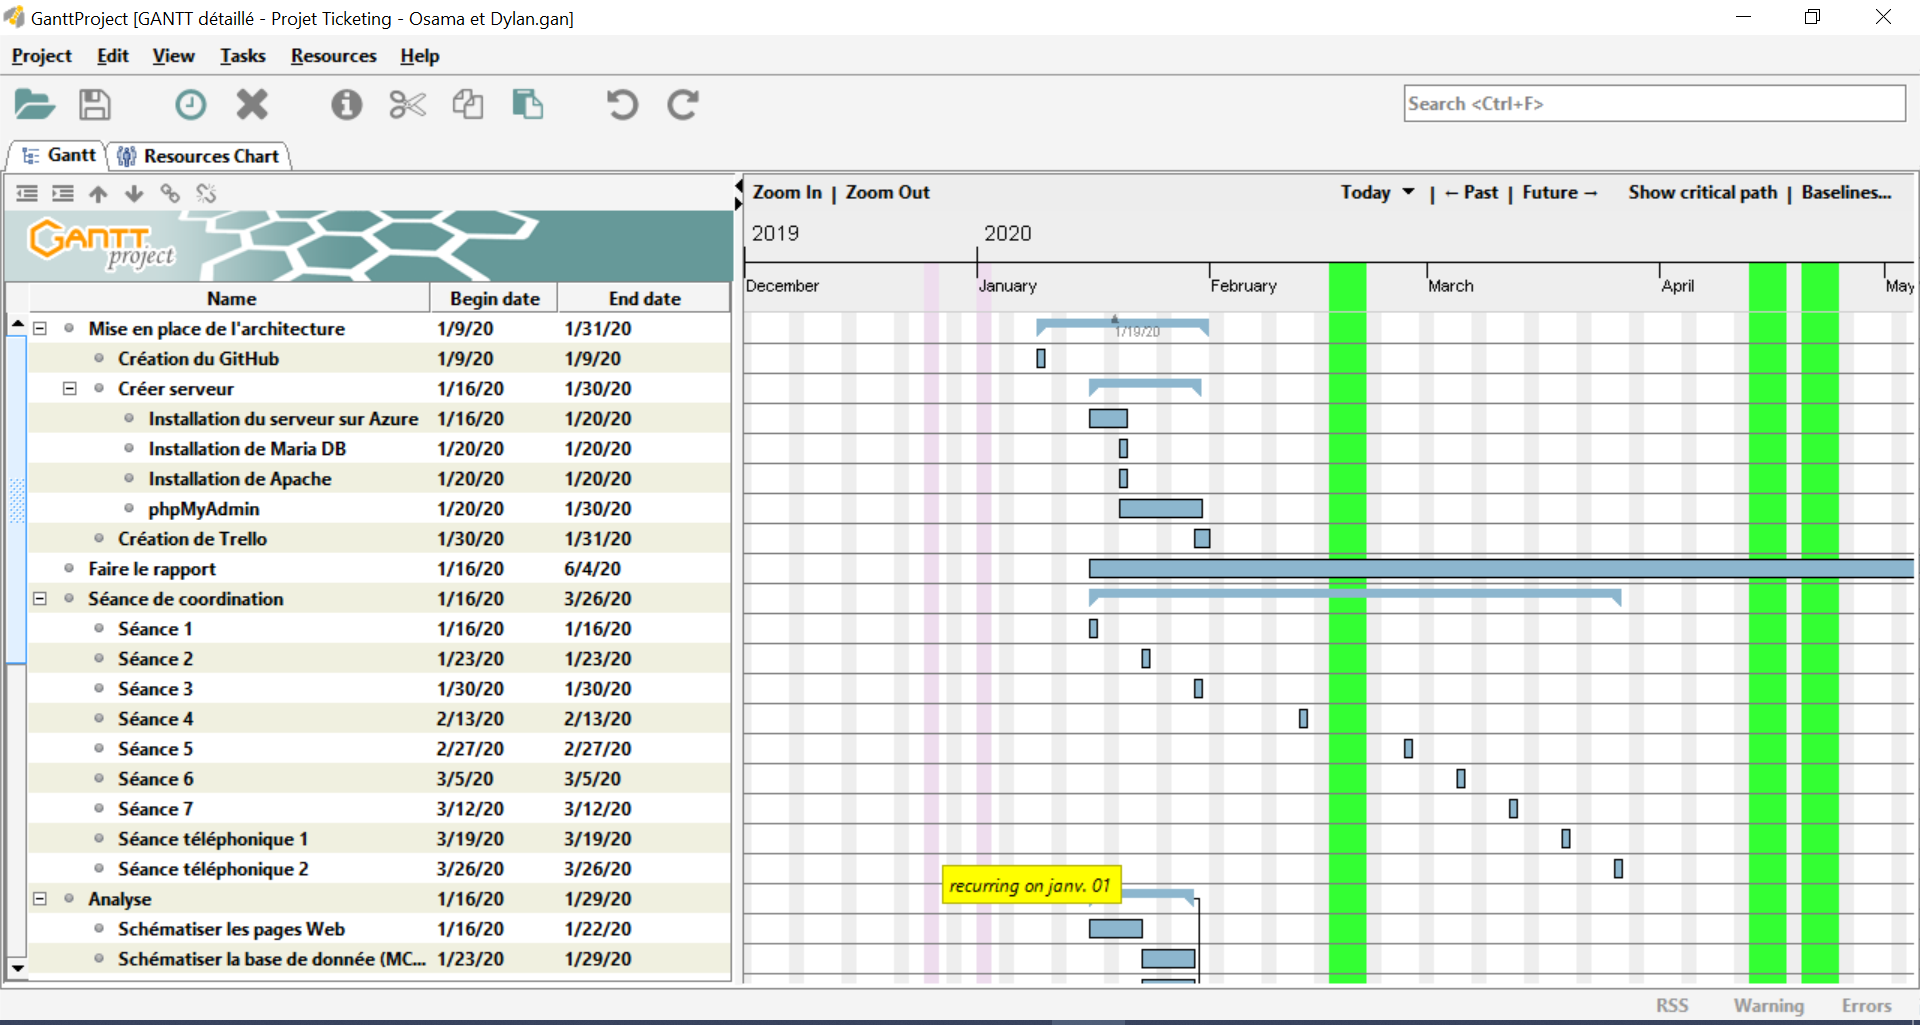 GanttProject [GANTT détaillé - Projet Ticketing - Osama et Dylan.gan]
Project Edit View Tasks Resources Help
Search <Ctrl+F>
Gantt Resources Chart
Zoom In | Zoom Out Today | ← Past | Future → Show critical path | Baselines...
GANTT project
2019 2020
December January February March April May
Name Begin date End date
Mise en place de l'architecture 1/9/20 1/31/20 1/19/20
Création du GitHub 1/9/20 1/9/20
Créer serveur 1/16/20 1/30/20
Installation du serveur sur Azure 1/16/20 1/20/20
Installation de Maria DB 1/20/20 1/20/20
Installation de Apache 1/20/20 1/20/20
phpMyAdmin 1/20/20 1/30/20
Création de Trello 1/30/20 1/31/20
Faire le rapport 1/16/20 6/4/20
Séance de coordination 1/16/20 3/26/20
Séance 1 1/16/20 1/16/20
Séance 2 1/23/20 1/23/20
Séance 3 1/30/20 1/30/20
Séance 4 2/13/20 2/13/20
Séance 5 2/27/20 2/27/20
Séance 6 3/5/20 3/5/20
Séance 7 3/12/20 3/12/20
Séance téléphonique 1 3/19/20 3/19/20
Séance téléphonique 2 3/26/20 3/26/20
recurring on janv. 01
Analyse 1/16/20 1/29/20
Schématiser les pages Web 1/16/20 1/22/20
Schématiser la base de donnée (MC... 1/23/20 1/29/20
RSS Warning Errors